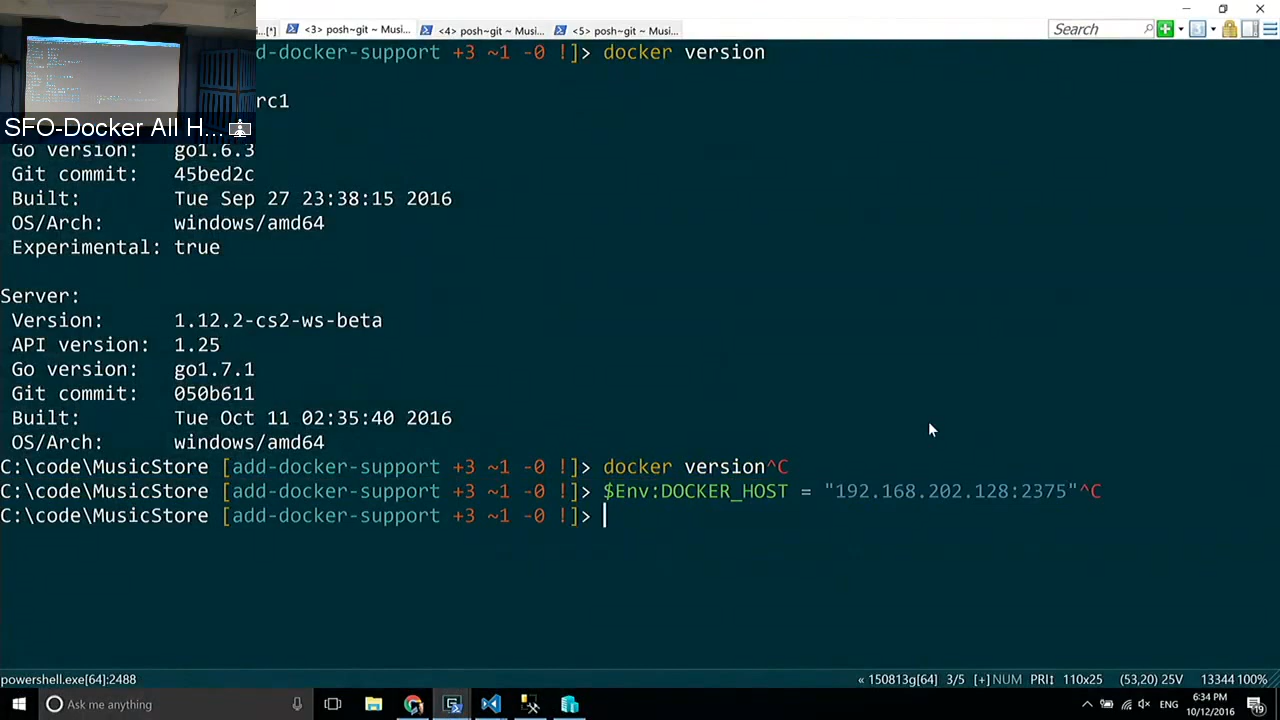 ...[*] <3> posh~git ~ Musi... <4> posh~git ~ Musi... <5> posh~git ~ Musi... Search
add-docker-support +3 ~1 -0 !]> docker version
rc1
SFO-Docker All H...
Go version: go1.6.3
Git commit: 45bed2c
Built: Tue Sep 27 23:38:15 2016
OS/Arch: windows/amd64
Experimental: true
Server:
Version: 1.12.2-cs2-ws-beta
API version: 1.25
Go version: go1.7.1
Git commit: 050b611
Built: Tue Oct 11 02:35:40 2016
OS/Arch: windows/amd64
C:\code\MusicStore [add-docker-support +3 ~1 -0 !]> docker version^C
C:\code\MusicStore [add-docker-support +3 ~1 -0 !]> $Env:DOCKER_HOST = "192.168.202.128:2375"^C
C:\code\MusicStore [add-docker-support +3 ~1 -0 !]>
powershell.exe[64]:2488 « 150813g[64] 3/5 [+] NUM PRI↕ 110x25 (53,20) 25V 13344 100%
Ask me anything ENG 6:34 PM
10/12/2016 19